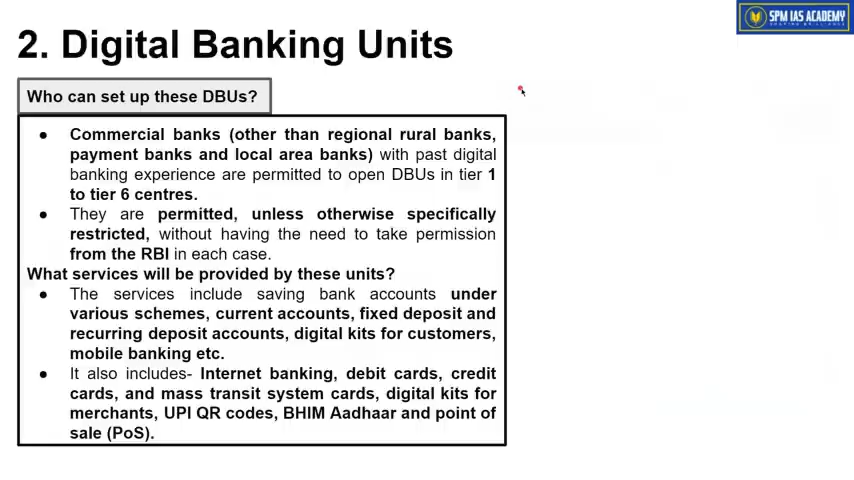 SPM IAS ACADEMY
2. Digital Banking Units
Who can set up these DBUs?
● Commercial banks (other than regional rural banks,
payment banks and local area banks) with past digital
banking experience are permitted to open DBUs in tier 1
to tier 6 centres.
● They are permitted, unless otherwise specifically
restricted, without having the need to take permission
from the RBI in each case.
What services will be provided by these units?
● The services include saving bank accounts under
various schemes, current accounts, fixed deposit and
recurring deposit accounts, digital kits for customers,
mobile banking etc.
● It also includes- Internet banking, debit cards, credit
cards, and mass transit system cards, digital kits for
merchants, UPI QR codes, BHIM Aadhaar and point of
sale (PoS).